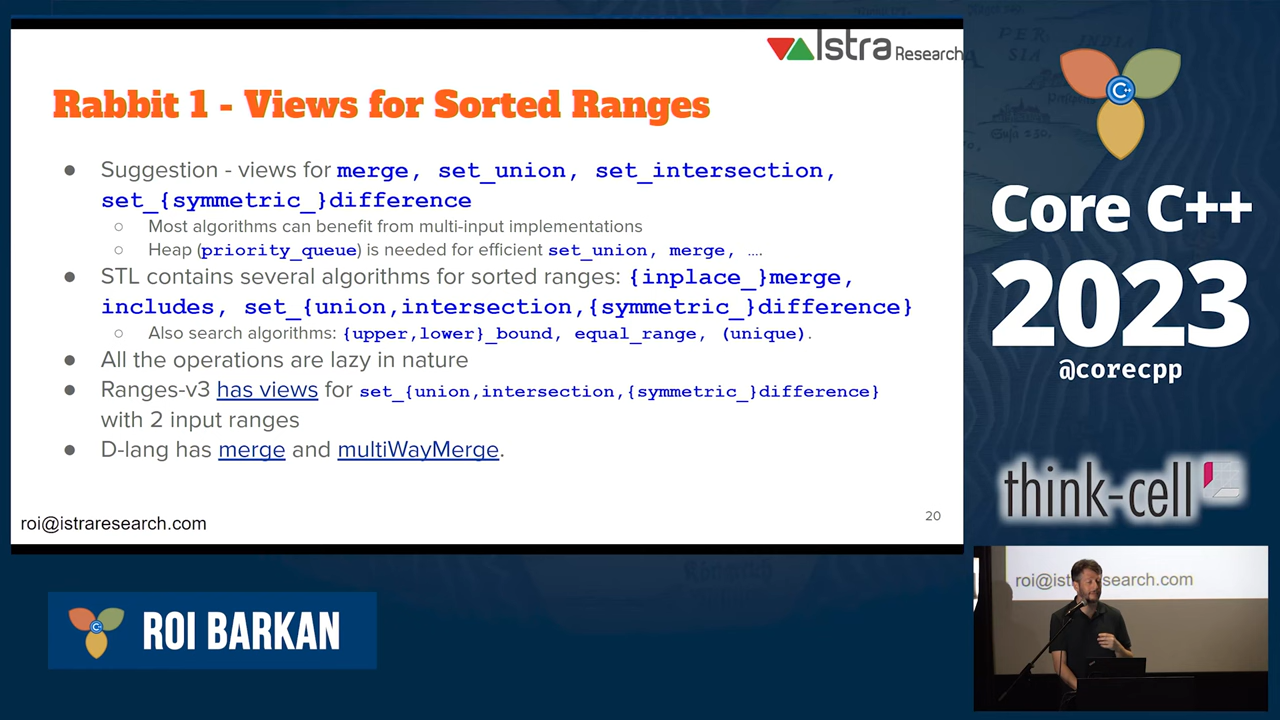 Istra Research
Rabbit 1 - Views for Sorted Ranges
● Suggestion - views for merge, set_union, set_intersection,
set_{symmetric_}difference
○ Most algorithms can benefit from multi-input implementations
○ Heap (priority_queue) is needed for efficient set_union, merge, ….
● STL contains several algorithms for sorted ranges: {inplace_}merge,
includes, set_{union,intersection,{symmetric_}difference}
○ Also search algorithms: {upper,lower}_bound, equal_range, (unique).
● All the operations are lazy in nature
● Ranges-v3 has views for set_{union,intersection,{symmetric_}difference}
with 2 input ranges
● D-lang has merge and multiWayMerge.
roi@istraresearch.com
20
C++
Core C++
2023
@corecpp
think-cell
C++
ROI BARKAN